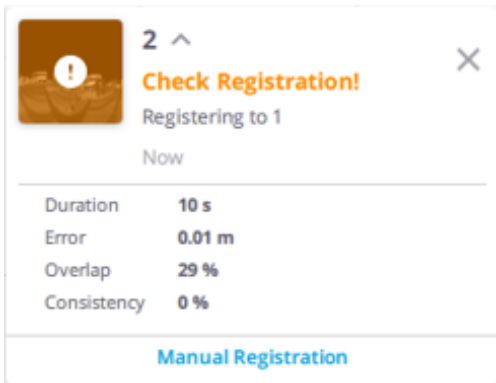 2
Check Registration!
Registering to 1
Now
Duration 10 s
Error 0.01 m
Overlap 29 %
Consistency 0 %
Manual Registration